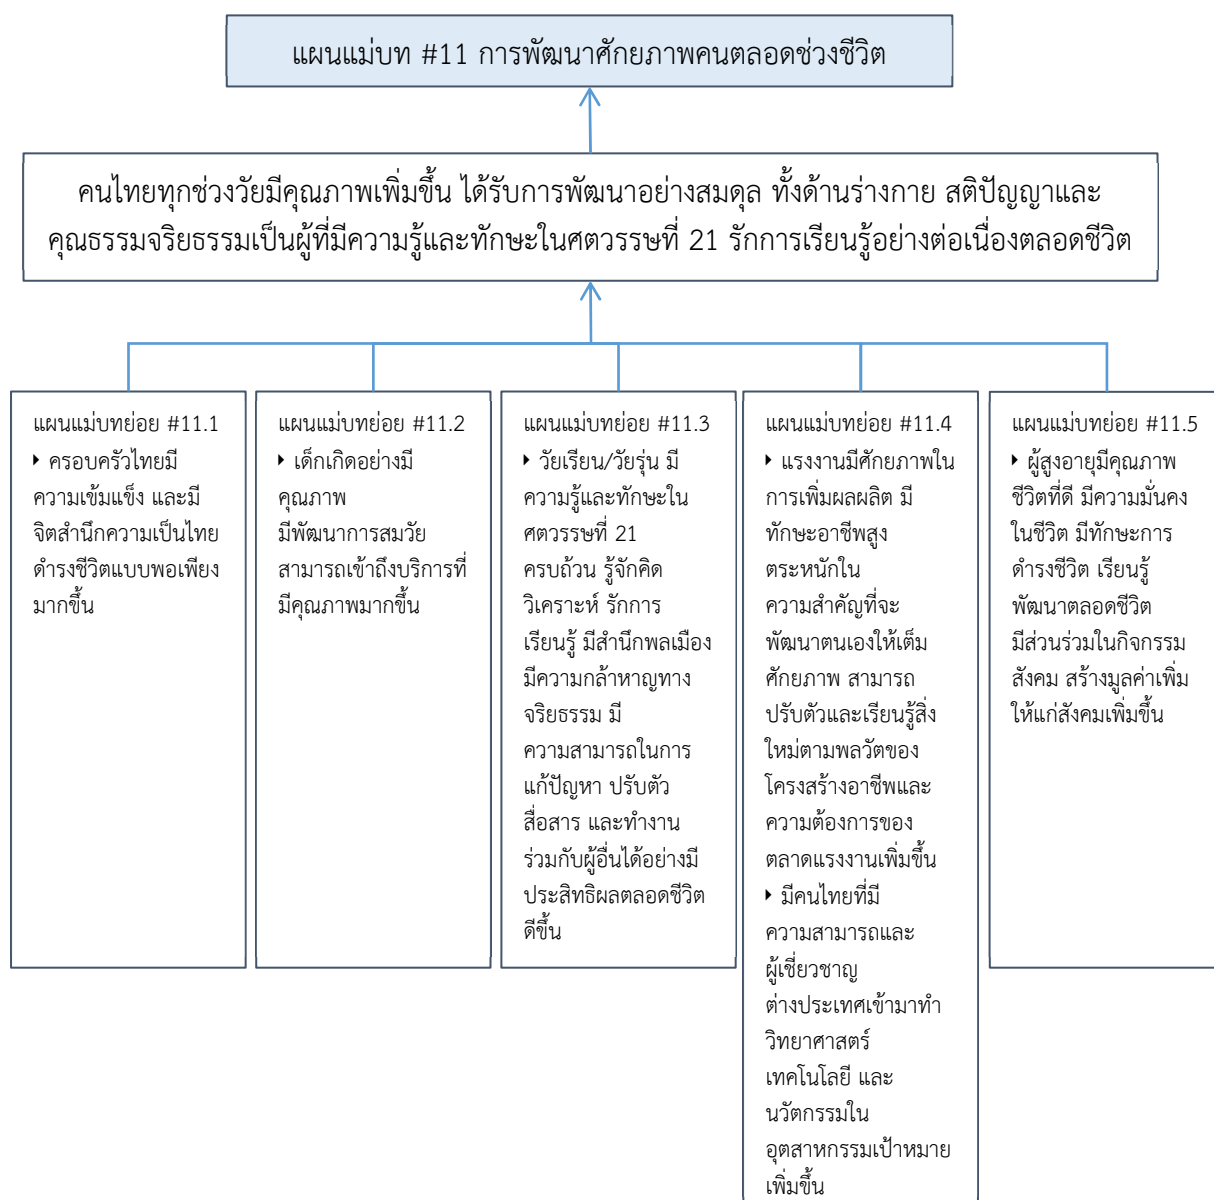 แผนแม่บท #11 การพัฒนาศักยภาพคนตลอดช่วงชีวิต
คนไทยทุกช่วงวัยมีคุณภาพเพิ่มขึ้น ได้รับการพัฒนาอย่างสมดุล ทั้งด้านร่างกาย สติปัญญาและ
คุณธรรมจริยธรรมเป็นผู้ที่มีความรู้และทักษะในศตวรรษที่ 21 รักการเรียนรู้อย่างต่อเนื่องตลอดชีวิต
แผนแม่บทย่อย #11.1
‣ ครอบครัวไทยมี
ความเข้มแข็ง และมี
จิตสำนึกความเป็นไทย
ดำรงชีวิตแบบพอเพียง
มากขึ้น
แผนแม่บทย่อย #11.2
‣ เด็กเกิดอย่างมี
คุณภาพ
มีพัฒนาการสมวัย
สามารถเข้าถึงบริการที่
มีคุณภาพมากขึ้น
แผนแม่บทย่อย #11.3
‣ วัยเรียน/วัยรุ่น มี
ความรู้และทักษะใน
ศตวรรษที่ 21
ครบถ้วน รู้จักคิด
วิเคราะห์ รักการ
เรียนรู้ มีสำนึกพลเมือง
มีความกล้าหาญทาง
จริยธรรม มี
ความสามารถในการ
แก้ปัญหา ปรับตัว
สื่อสาร และทำงาน
ร่วมกับผู้อื่นได้อย่างมี
ประสิทธิผลตลอดชีวิต
ดีขึ้น
แผนแม่บทย่อย #11.4
‣ แรงงานมีศักยภาพใน
การเพิ่มผลผลิต มี
ทักษะอาชีพสูง
ตระหนักใน
ความสำคัญที่จะ
พัฒนาตนเองให้เต็ม
ศักยภาพ สามารถ
ปรับตัวและเรียนรู้สิ่ง
ใหม่ตามพลวัตของ
โครงสร้างอาชีพและ
ความต้องการของ
ตลาดแรงงานเพิ่มขึ้น
‣ มีคนไทยที่มี
ความสามารถและ
ผู้เชี่ยวชาญ
ต่างประเทศเข้ามาทำ
วิทยาศาสตร์
เทคโนโลยี และ
นวัตกรรมใน
อุตสาหกรรมเป้าหมาย
เพิ่มขึ้น
แผนแม่บทย่อย #11.5
‣ ผู้สูงอายุมีคุณภาพ
ชีวิตที่ดี มีความมั่นคง
ในชีวิต มีทักษะการ
ดำรงชีวิต เรียนรู้
พัฒนาตลอดชีวิต
มีส่วนร่วมในกิจกรรม
สังคม สร้างมูลค่าเพิ่ม
ให้แก่สังคมเพิ่มขึ้น